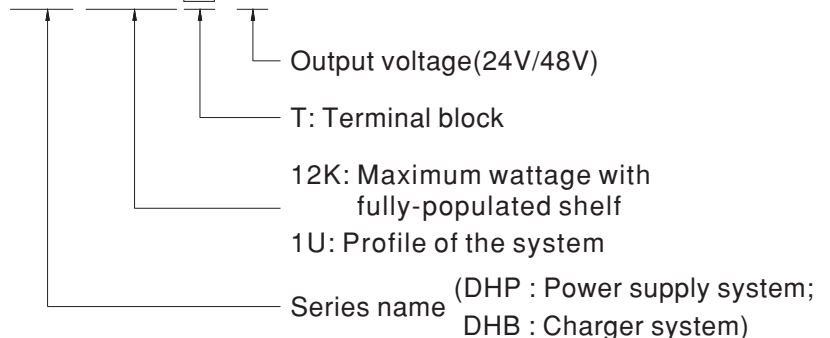 Output voltage(24V/48V)
T: Terminal block
12K: Maximum wattage with
fully-populated shelf
1U: Profile of the system
Series name (DHP : Power supply system;
DHB : Charger system)